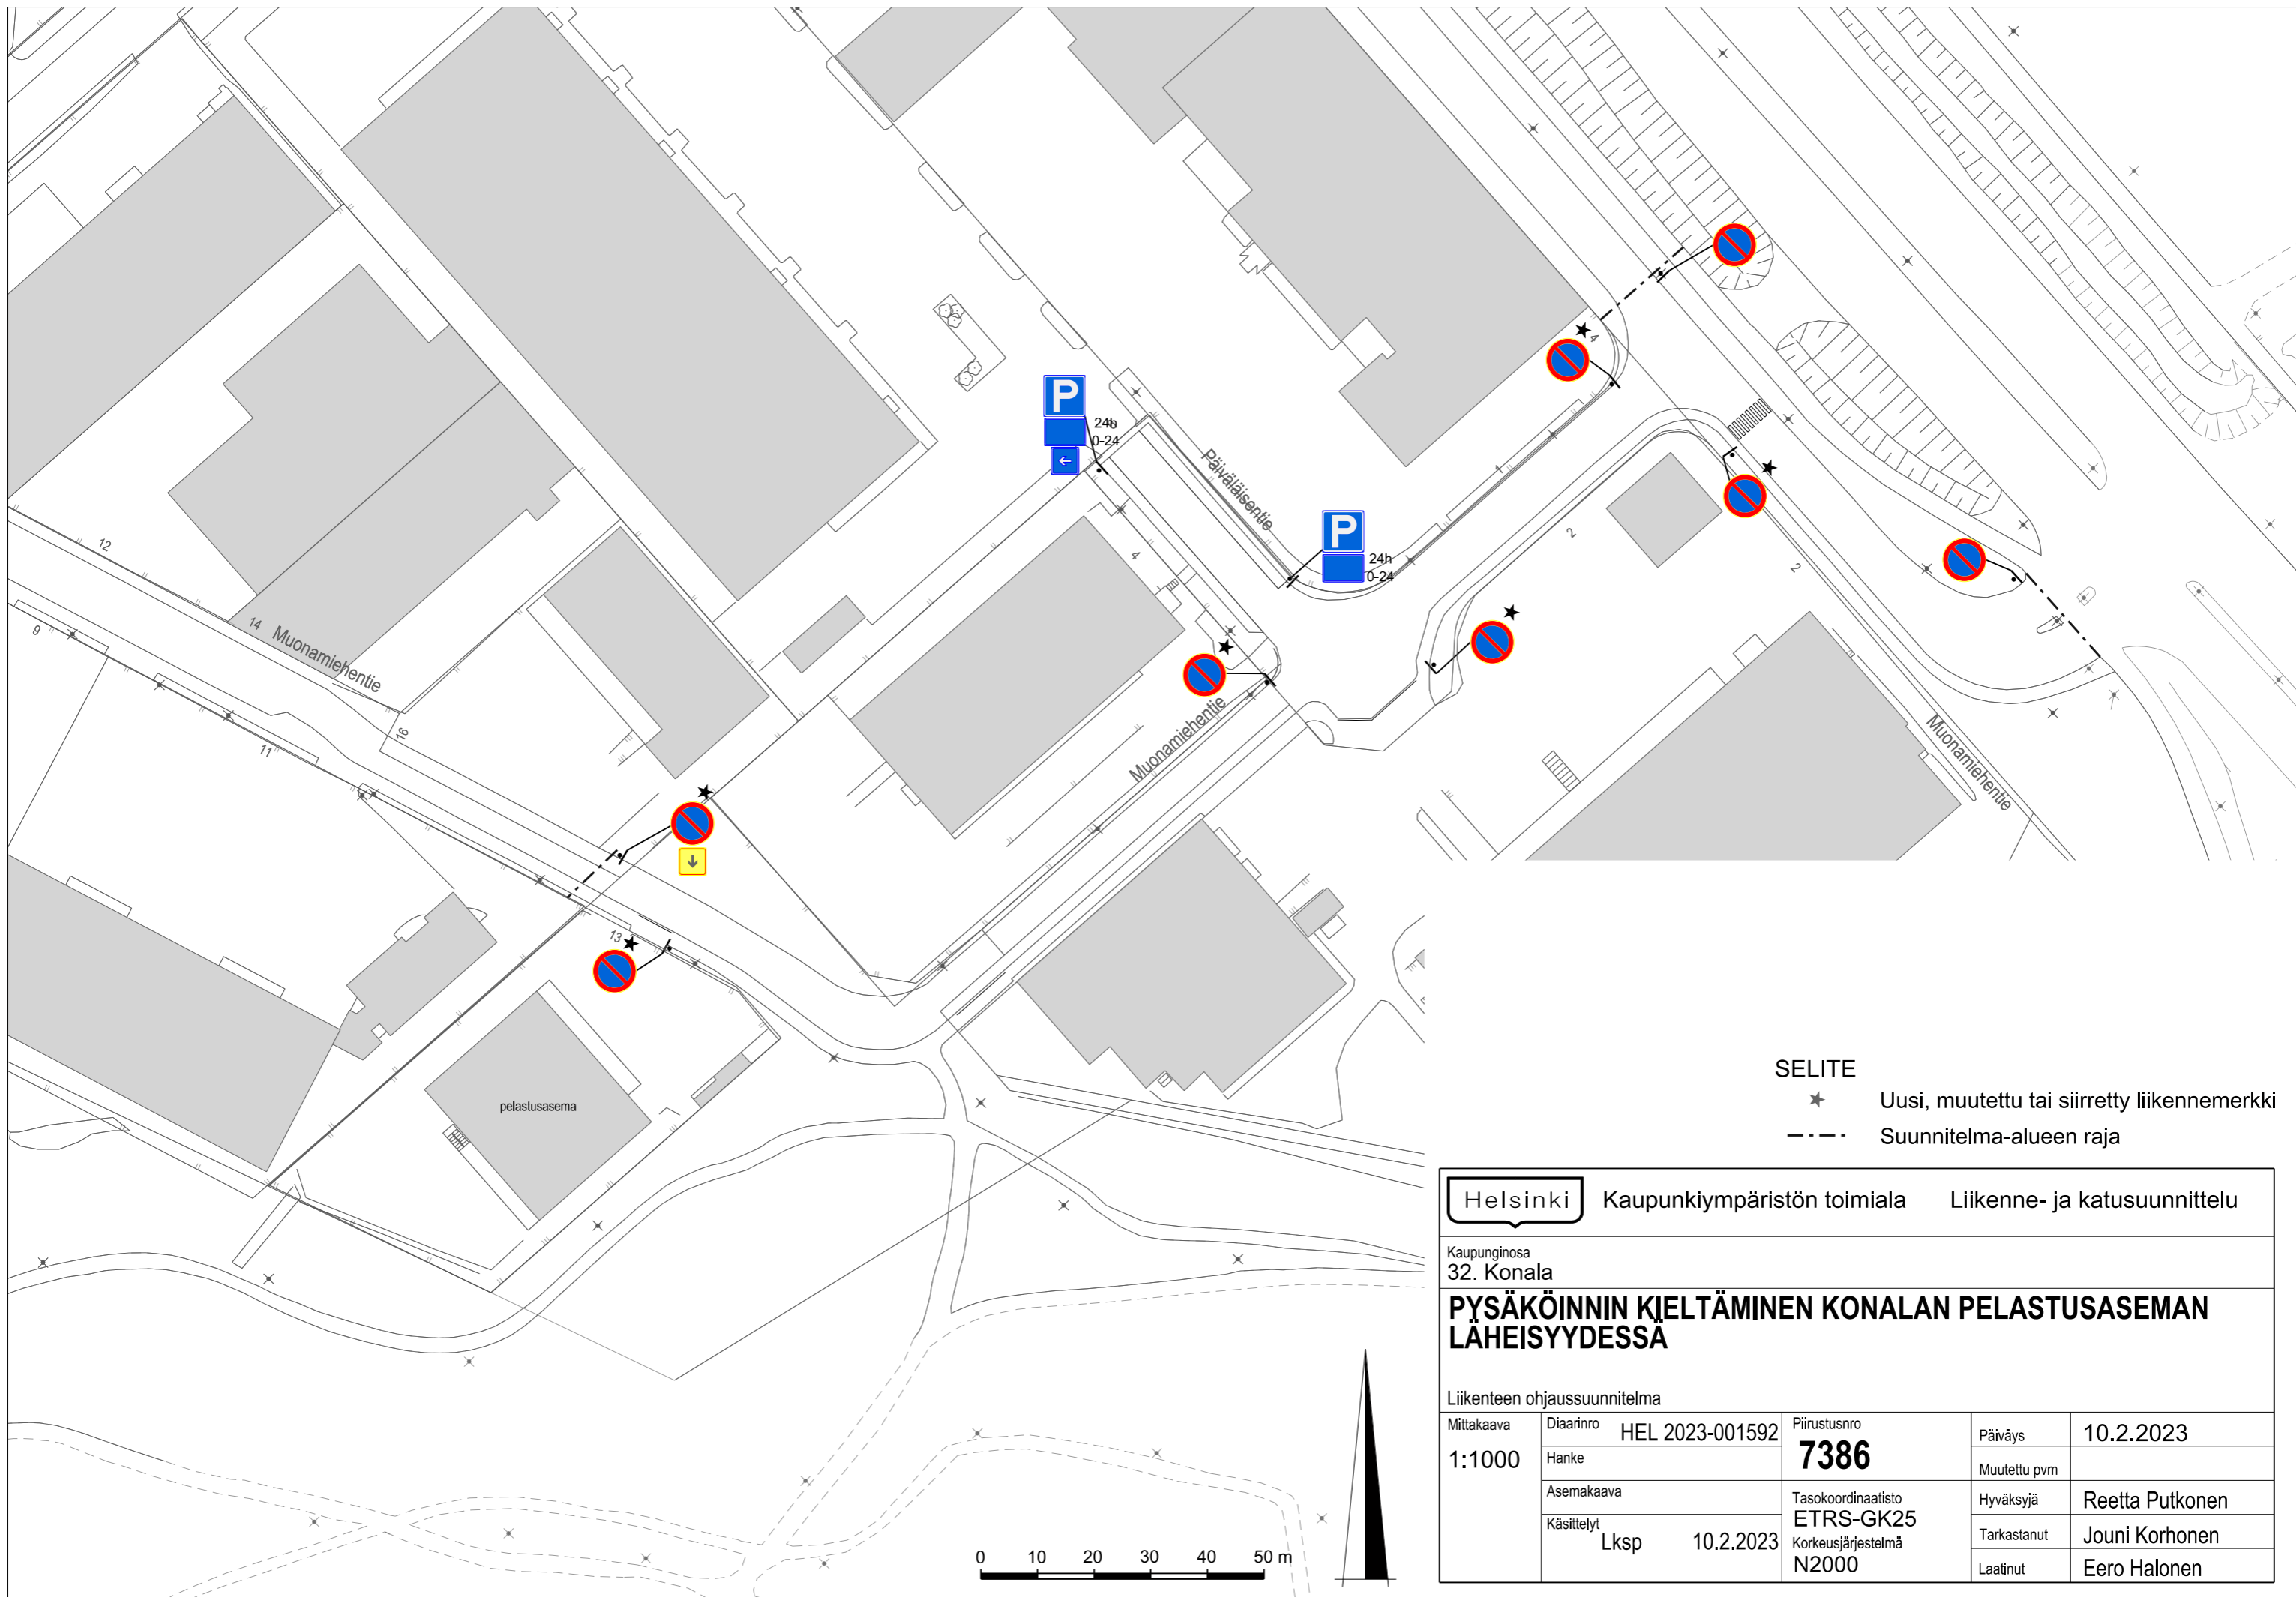 4
P
24h
0-24
Päiväläisentie
1
P
24h
0-24
2
4
2
12
14
Muonamiehentie
9
16
11
Muonamiehentie
Muonamiehentie
13
pelastusasema
SELITE
Uusi, muutettu tai siirretty liikennemerkki
Suunnitelma-alueen raja
Helsinki Kaupunkiympäristön toimiala Liikenne- ja katusuunnittelu
Kaupunginosa
32. Konala
PYSÄKÖINNIN KIELTÄMINEN KONALAN PELASTUSASEMAN
LÄHEISYYDESSÄ
Liikenteen ohjaussuunnitelma
Mittakaava
1:1000
Diaarinro HEL 2023-001592
Hanke
Asemakaava
Käsittelyt
Lksp 10.2.2023
Piirustusnro
7386
Tasokoordinaatisto
ETRS-GK25
Korkeusjärjestelmä
N2000
Päiväys 10.2.2023
Muutettu pvm
Hyväksyjä Reetta Putkonen
Tarkastanut Jouni Korhonen
Laatinut Eero Halonen
0 10 20 30 40 50 m